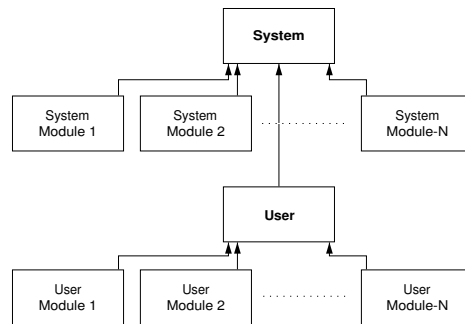 System
System
Module 1
System
Module 2
System
Module-N
User
User
Module 1
User
Module 2
User
Module-N